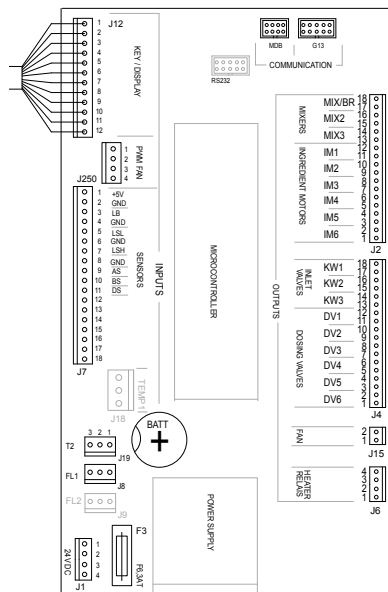 J12
1
2
3
4
5
6
7
8
9
10
11
12
KEY / DISPLAY
MDB
G13
COMMUNICATION
RS232
PWM FAN
1
2
3
4
J250
1
2
3
4
5
6
7
8
9
10
11
12
13
14
15
16
17
18
+5V
GND
LB
GND
LSL
GND
LSH
GND
AS
BS
DS
SENSORS
INPUTS
J7
MICROCONTROLLER
OUTPUTS
MIXERS
MIX/BR
MIX2
MIX3
INGREDIENT MOTORS
IM1
IM2
IM3
IM4
IM5
IM6
18
17
16
15
14
13
12
11
10
9
8
7
6
5
4
3
2
1
J2
INLET VALVES
KW1
KW2
KW3
DOSING VALVES
DV1
DV2
DV3
DV4
DV5
DV6
18
17
16
15
14
13
12
11
10
9
8
7
6
5
4
3
2
1
J4
FAN
2
1
J15
HEATER RELAIS
4
3
2
1
J6
TEMP1
J18
BATT
+
T2
3 2 1
J19
FL1
J8
FL2
J9
24VDC
1
2
3
4
J1
F3
F6.3AT
POWER SUPPLY